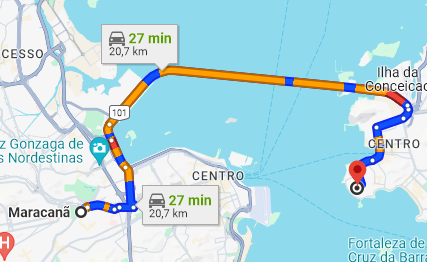 CESSO
27 min
20,7 km
Ilha da
Conceicao
101
z Gonzaga de
s Nordestinas
CENTRO
CENTRO
27 min
20,7 km
Maracanã
Fortaleza de
Cruz da Barra
H